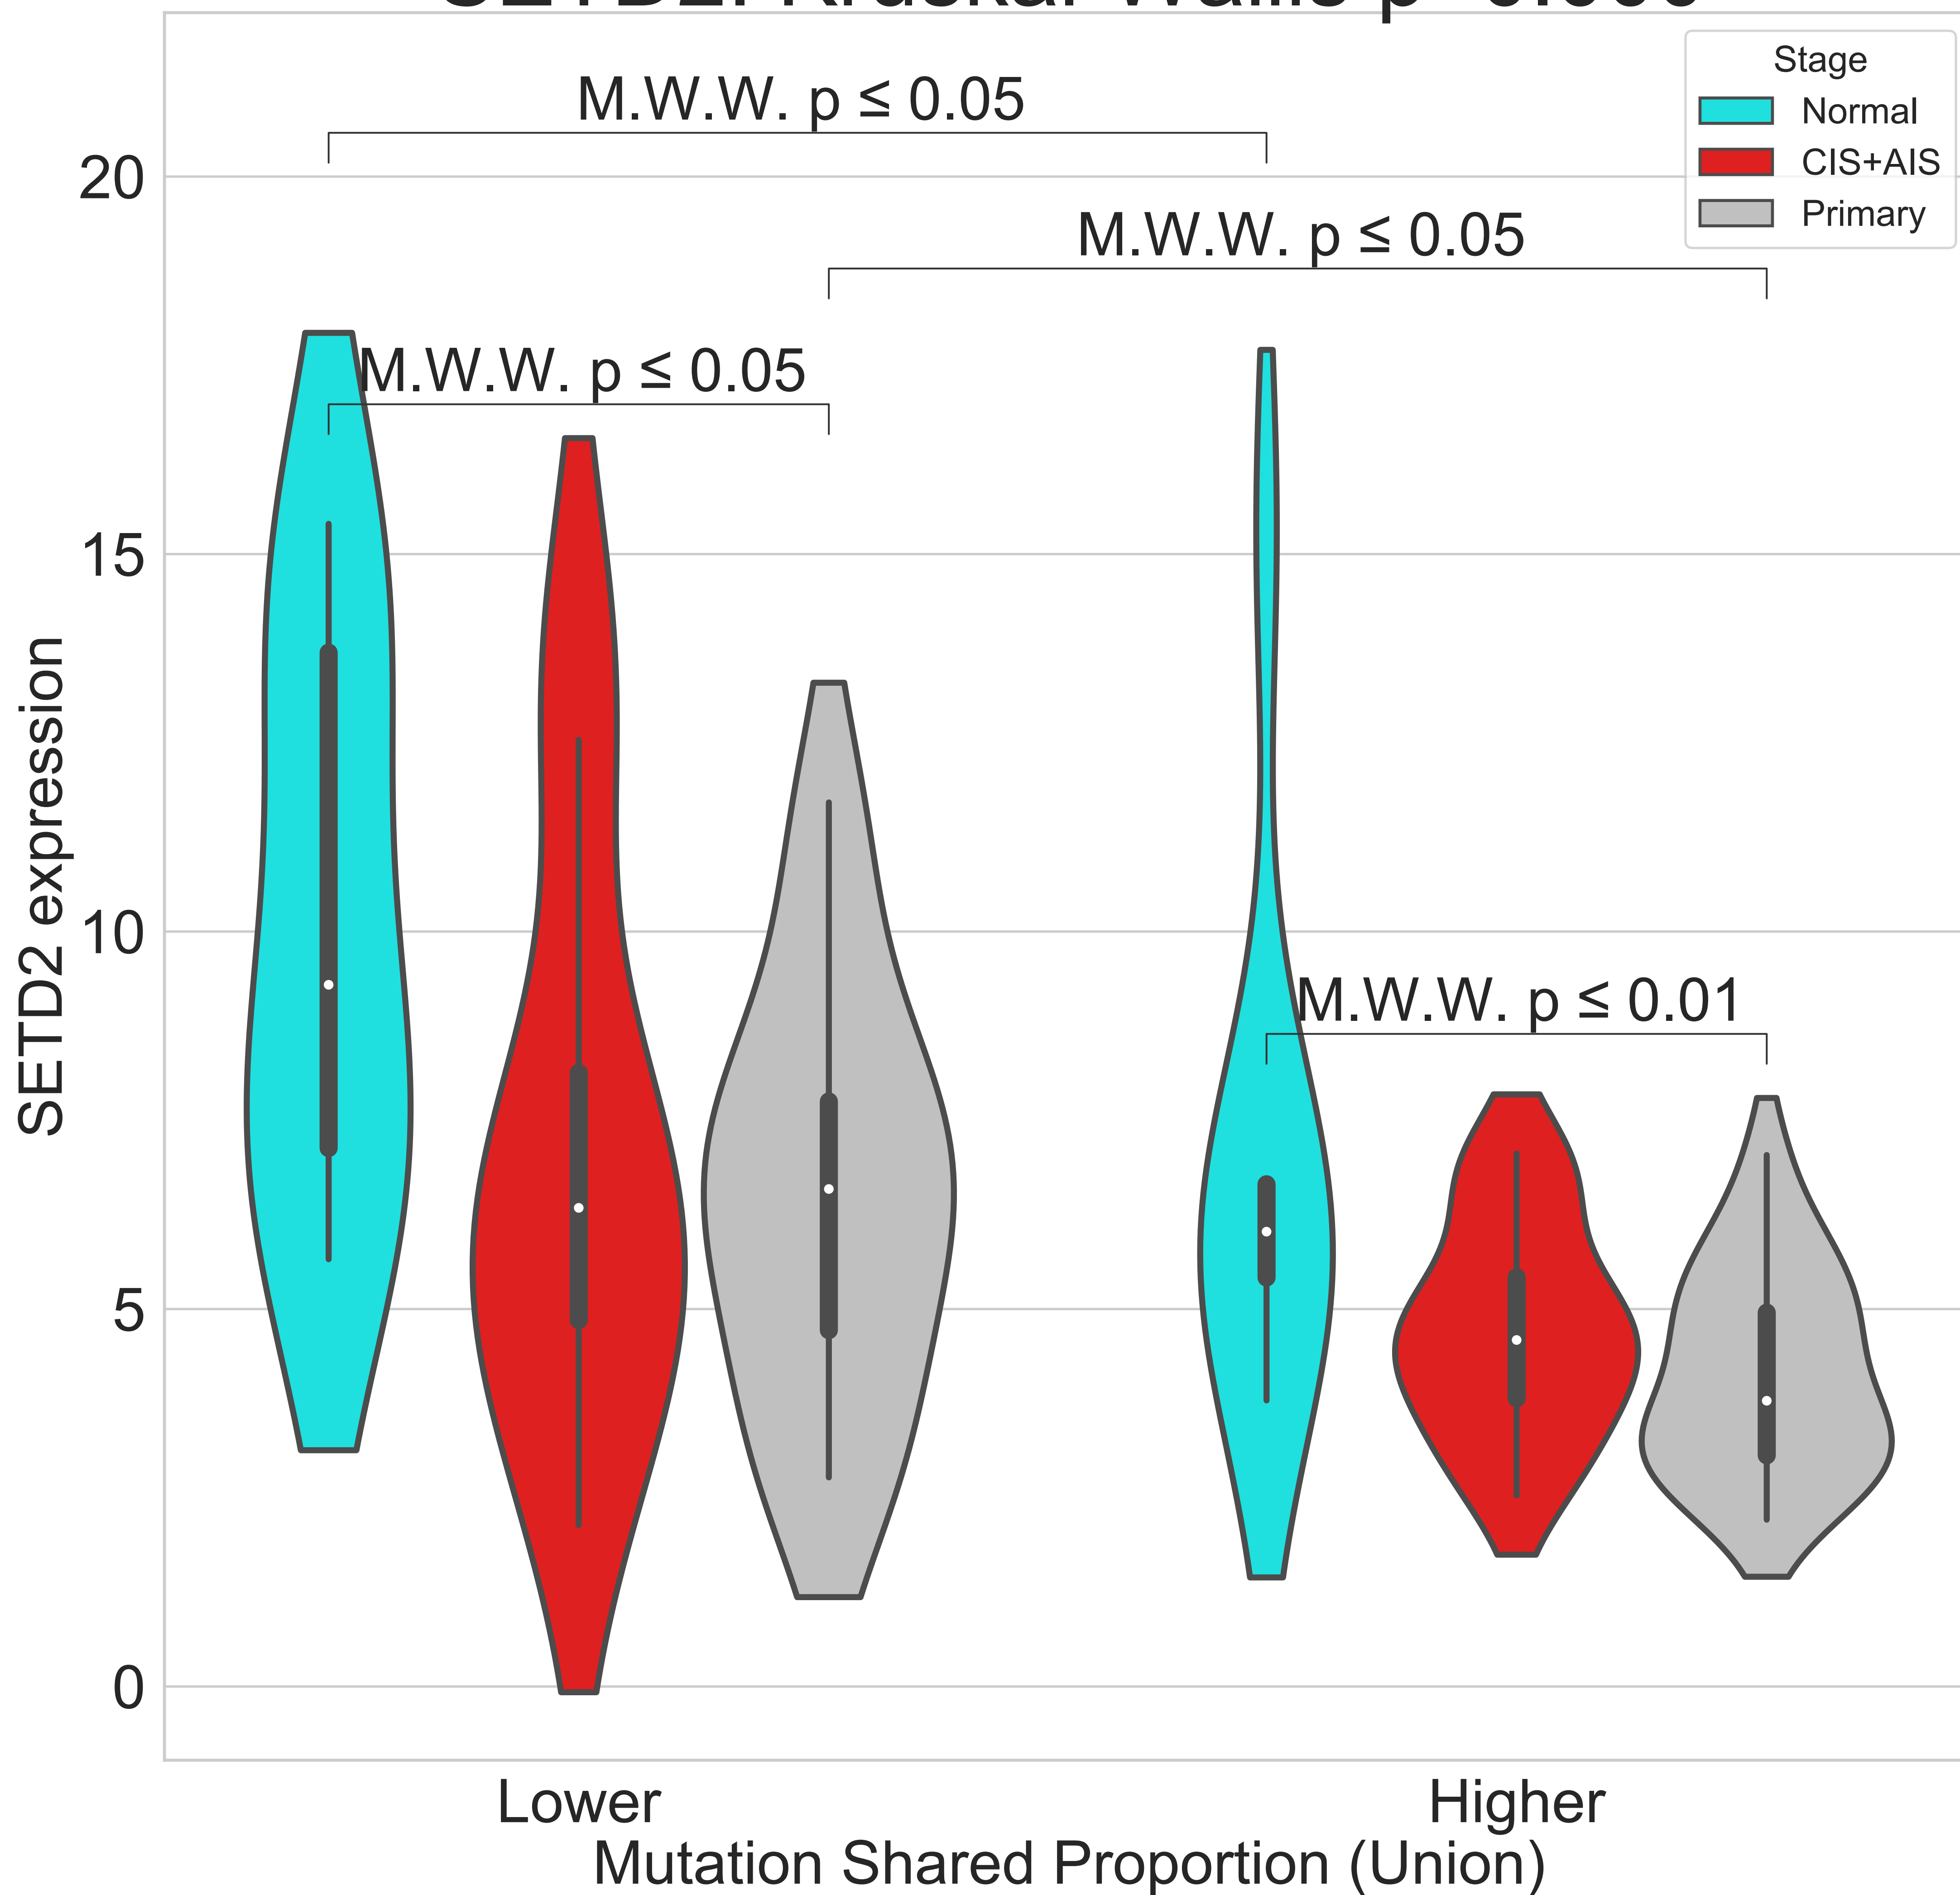 M.W.W. p ≤ 0.05
Stage
Normal
CIS+AIS
Primary
20
M.W.W. p ≤ 0.05
M.W.W. p ≤ 0.05
15
SETD2 expression
10
M.W.W. p ≤ 0.01
5
0
Lower
Higher
Mutation Shared Proportion (Union)